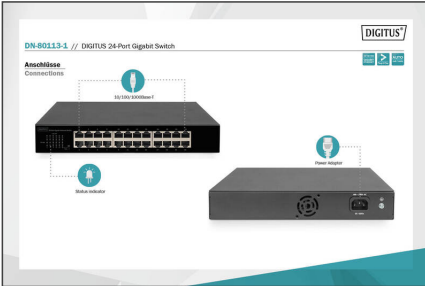 DIGITUS®
DN-80113-1 // DIGITUS 24-Port Gigabit Switch
Anschlüsse
Connections
10/100/1000Base-T
Status indicator
Power Adapter